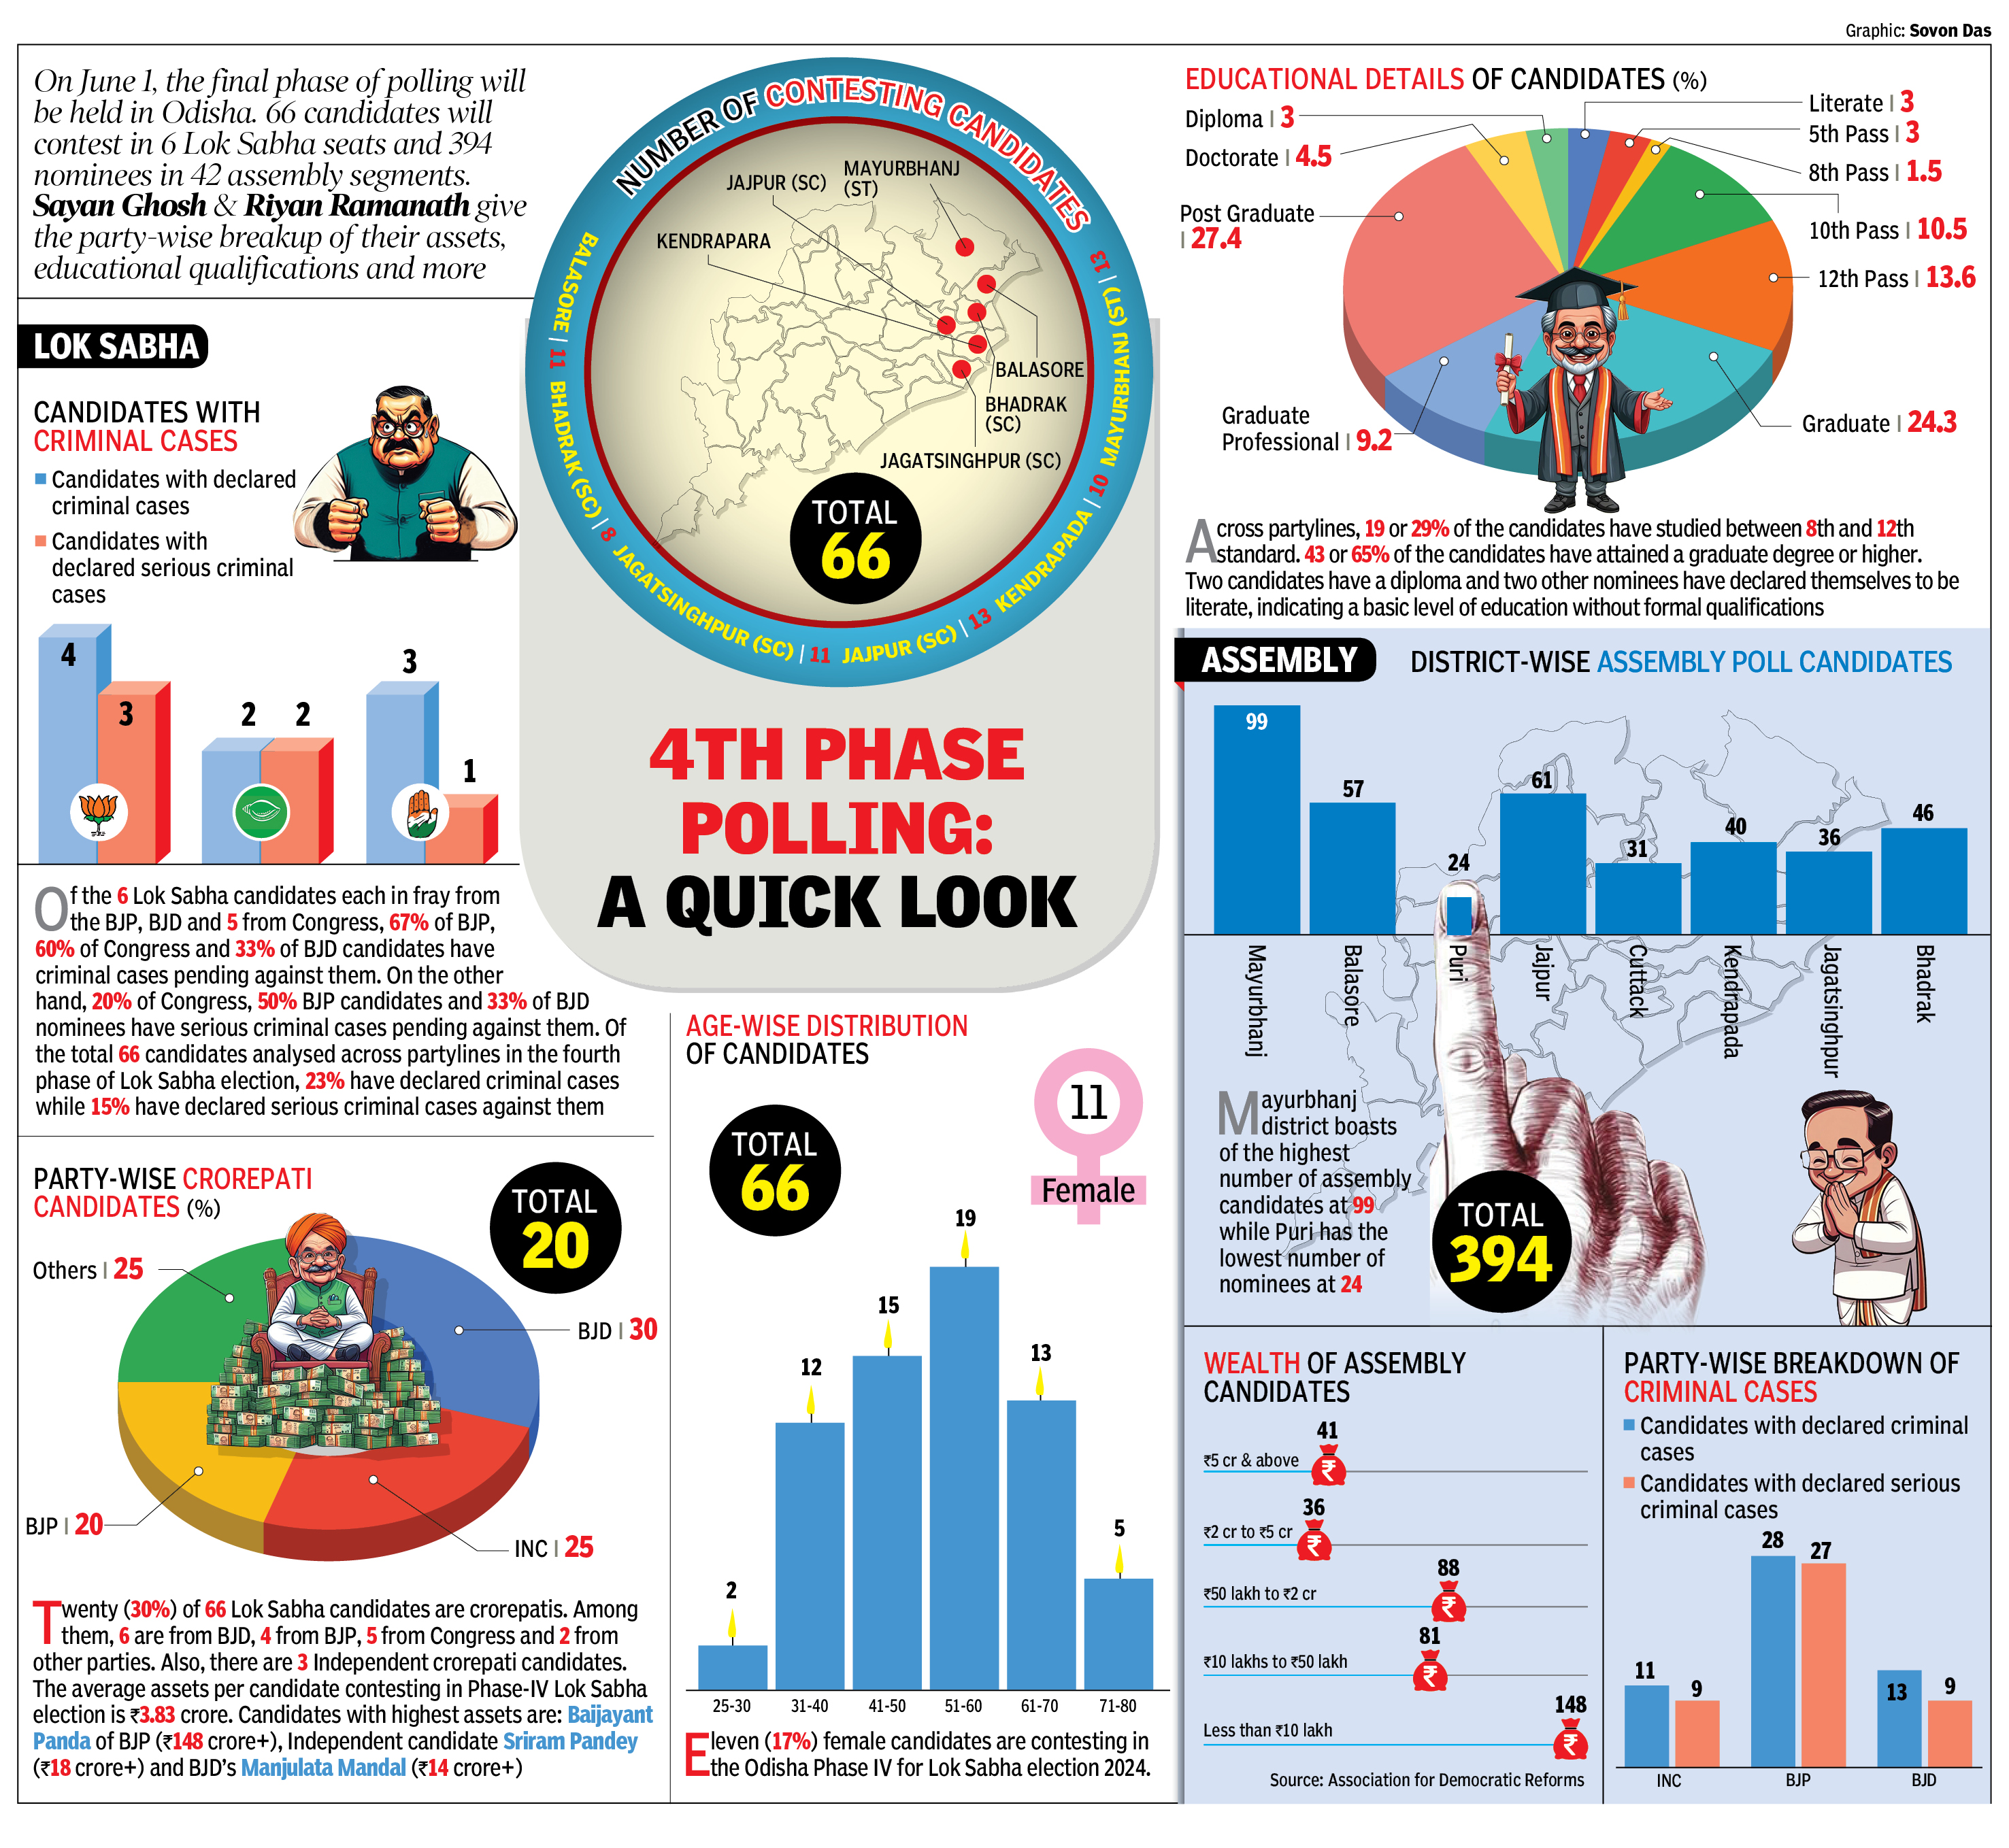 Graphic: Sovon Das
On June 1, the final phase of polling will
be held in Odisha. 66 candidates will
contest in 6 Lok Sabha seats and 394
nominees in 42 assembly segments.
Sayan Ghosh & Riyan Ramanath give
the party-wise breakup of their assets,
educational qualifications and more
LOK SABHA
CANDIDATES WITH
CRIMINAL CASES
Candidates with declared
criminal cases
Candidates with
declared serious criminal
cases
4
3
2
2
3
1
Of the 6 Lok Sabha candidates each in fray from
the BJP, BJD and 5 from Congress, 67% of BJP,
60% of Congress and 33% of BJD candidates have
criminal cases pending against them. On the other
hand, 20% of Congress, 50% BJP candidates and 33% of BJD
nominees have serious criminal cases pending against them. Of
the total 66 candidates analysed across partylines in the fourth
phase of Lok Sabha election, 23% have declared criminal cases
while 15% have declared serious criminal cases against them
PARTY-WISE CROREPATI
CANDIDATES (%)
TOTAL
20
Others | 25
BJD | 30
BJP | 20
INC | 25
Twenty (30%) of 66 Lok Sabha candidates are crorepatis. Among
them, 6 are from BJD, 4 from BJP, 5 from Congress and 2 from
other parties. Also, there are 3 Independent crorepati candidates.
The average assets per candidate contesting in Phase-IV Lok Sabha
election is ₹3.83 crore. Candidates with highest assets are: Baijayant
Panda of BJP (₹148 crore+), Independent candidate Sriram Pandey
(₹18 crore+) and BJD's Manjulata Mandal (₹14 crore+)
NUMBER OF CONTESTING CANDIDATES
BALASORE | 11
BHADRAK (SC) | 8
JAGATSINGHPUR (SC) | 11
JAJPUR (SC) | 13
KENDRAPADA | 10
MAYURBHANJ (ST) | 13
JAJPUR (SC)
MAYURBHANJ
(ST)
KENDRAPARA
BALASORE
BHADRAK
(SC)
JAGATSINGHPUR (SC)
TOTAL
66
4TH PHASE
POLLING:
A QUICK LOOK
AGE-WISE DISTRIBUTION
OF CANDIDATES
TOTAL
66
11
Female
2
12
15
19
13
5
25-30
31-40
41-50
51-60
61-70
71-80
Eleven (17%) female candidates are contesting in
the Odisha Phase IV for Lok Sabha election 2024.
EDUCATIONAL DETAILS OF CANDIDATES (%)
Diploma | 3
Doctorate | 4.5
Post Graduate
| 27.4
Graduate
Professional | 9.2
Literate | 3
5th Pass | 3
8th Pass | 1.5
10th Pass | 10.5
12th Pass | 13.6
Graduate | 24.3
Across partylines, 19 or 29% of the candidates have studied between 8th and 12th
standard. 43 or 65% of the candidates have attained a graduate degree or higher.
Two candidates have a diploma and two other nominees have declared themselves to be
literate, indicating a basic level of education without formal qualifications
ASSEMBLY
DISTRICT-WISE ASSEMBLY POLL CANDIDATES
99
57
24
61
31
40
36
46
Mayurbhanj
Balasore
Puri
Jajpur
Cuttack
Kendrapada
Jagatsinghpur
Bhadrak
Mayurbhanj
district boasts
of the highest
number of assembly
candidates at 99
while Puri has the
lowest number of
nominees at 24
TOTAL
394
WEALTH OF ASSEMBLY
CANDIDATES
41
₹5 cr & above
36
₹2 cr to ₹5 cr
88
₹50 lakh to ₹2 cr
81
₹10 lakhs to ₹50 lakh
148
Less than ₹10 lakh
Source: Association for Democratic Reforms
PARTY-WISE BREAKDOWN OF
CRIMINAL CASES
Candidates with declared criminal
cases
Candidates with declared serious
criminal cases
11
9
28
27
13
9
INC
BJP
BJD